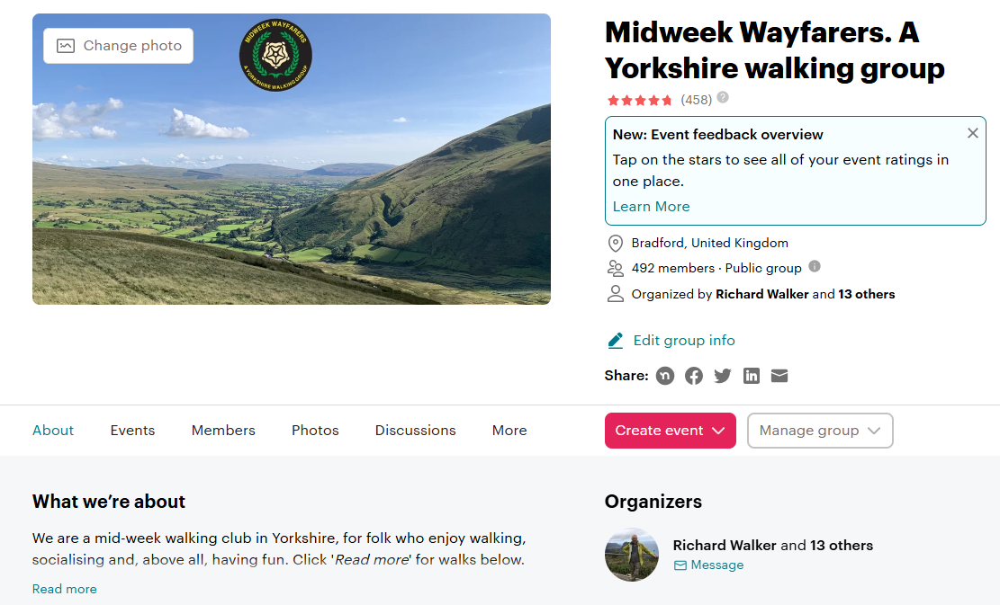 Change photo
MIDWEEK WAYFARERS
A YORKSHIRE WALKING GROUP
Midweek Wayfarers. A
Yorkshire walking group
(458) ?
New: Event feedback overview
Tap on the stars to see all of your event ratings in
one place.
Learn More
Bradford, United Kingdom
492 members · Public group
Organized by Richard Walker and 13 others
Edit group info
Share:
About Events Members Photos Discussions More
Create event Manage group
What we’re about
We are a mid-week walking club in Yorkshire, for folk who enjoy walking,
socialising and, above all, having fun. Click 'Read more' for walks below.
Read more
Organizers
Richard Walker and 13 others
Message